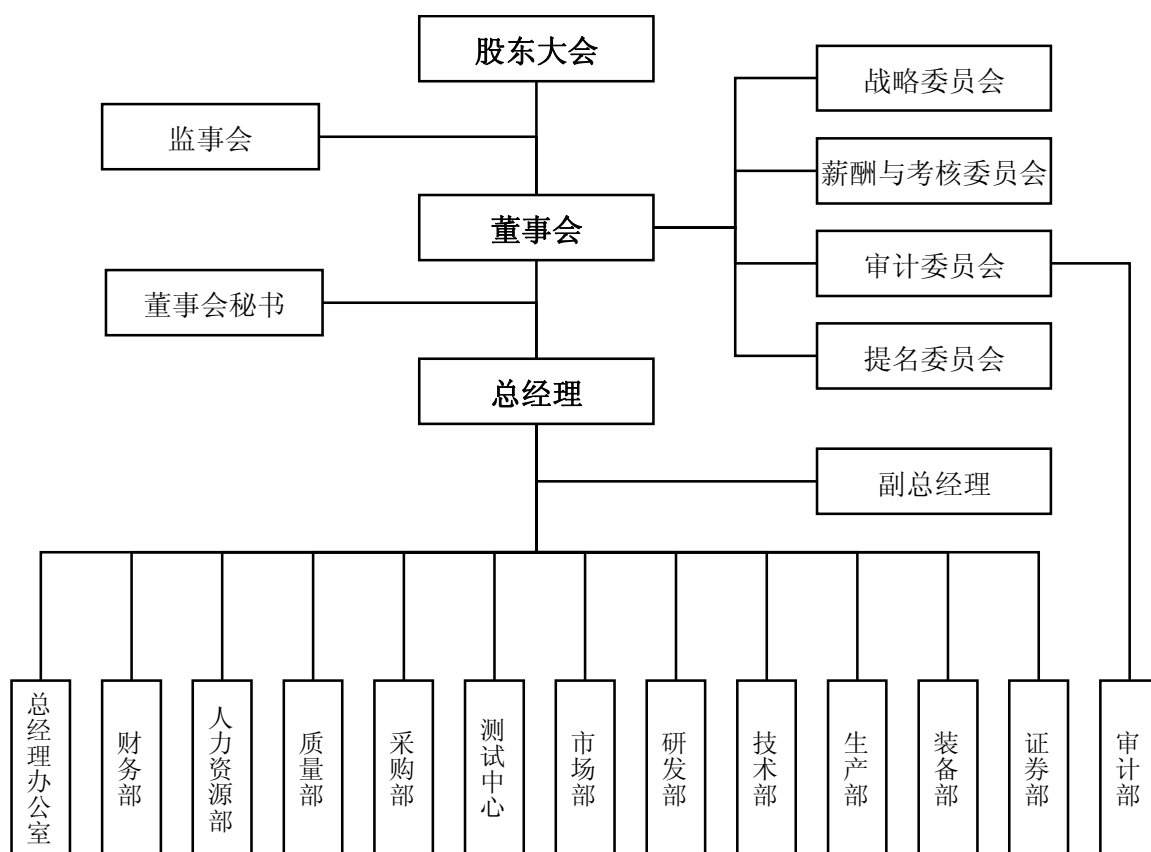 股东大会
战略委员会
监事会
薪酬与考核委员会
董事会
审计委员会
董事会秘书
提名委员会
总经理
副总经理
总经理办公室
财务部
人力资源部
质量部
采购部
测试中心
市场部
研发部
技术部
生产部
装备部
证券部
审计部